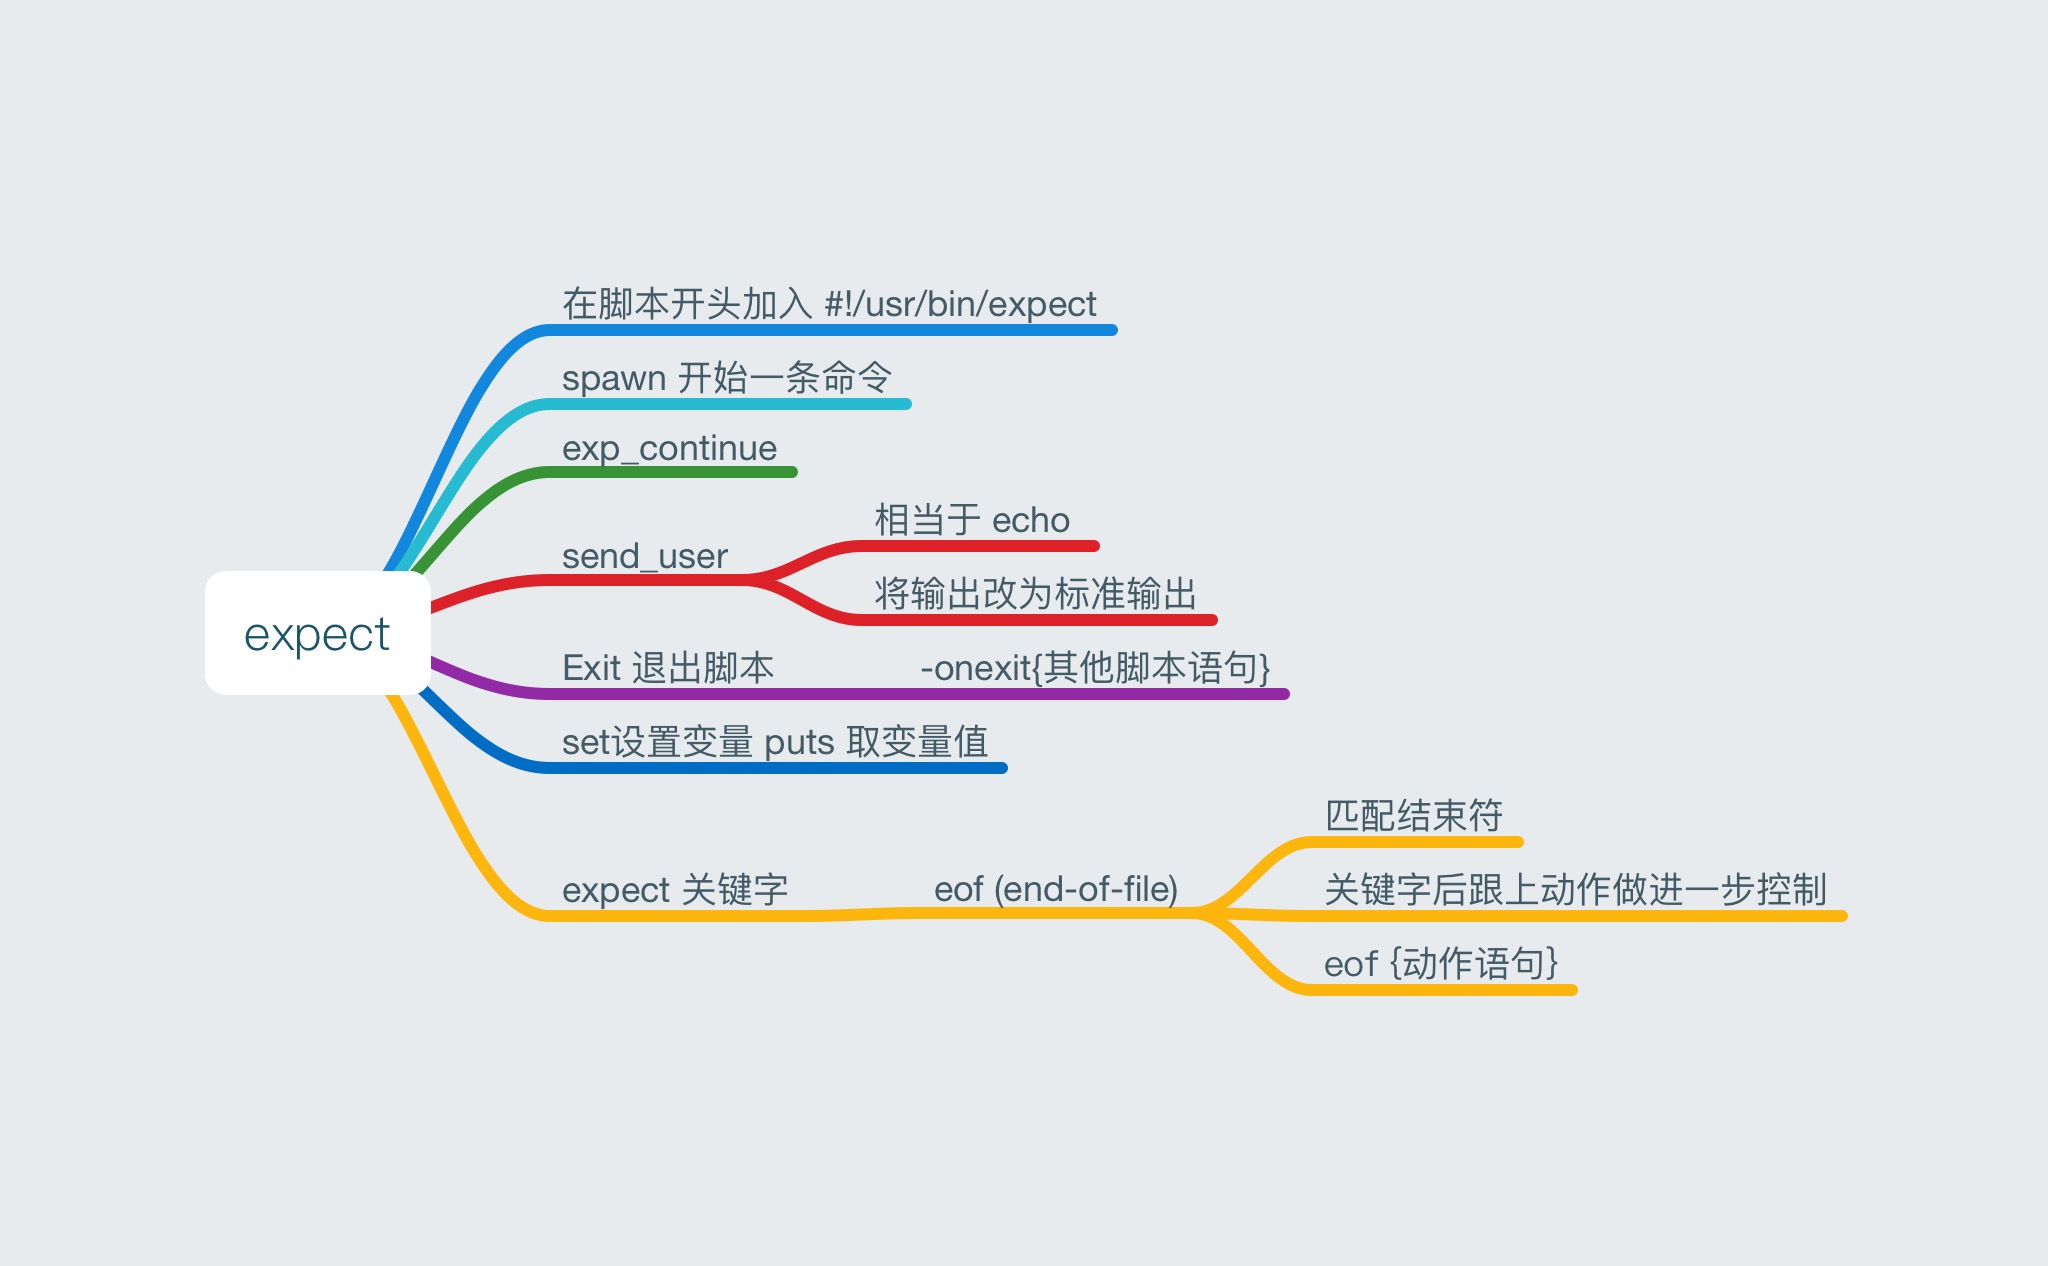 在脚本开头加入 #!/usr/bin/expect
spawn 开始一条命令
exp_continue
send_user
相当于 echo
将输出改为标准输出
expect
Exit 退出脚本
-onexit{其他脚本语句}
set设置变量 puts 取变量值
expect 关键字
eof (end-of-file)
匹配结束符
关键字后跟上动作做进一步控制
eof {动作语句}